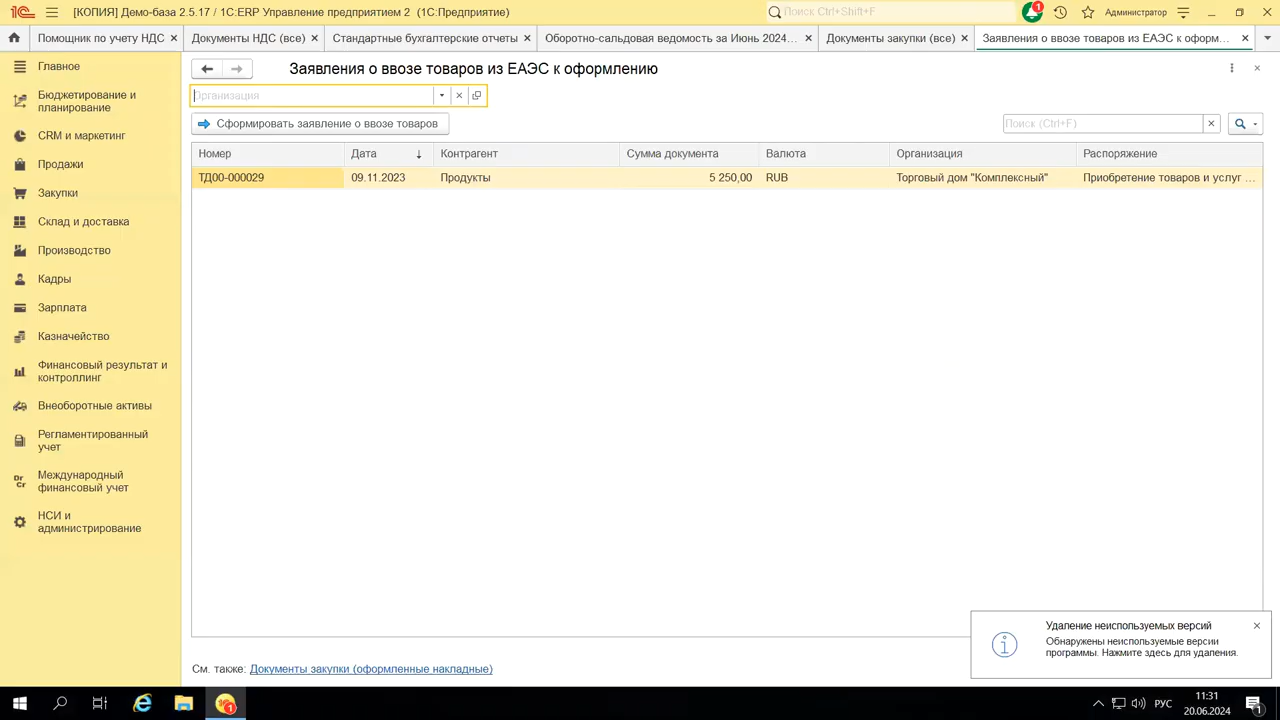 [КОПИЯ] Демо-база 2.5.17 / 1С:ERP Управление предприятием 2 (1С:Предприятие)
Поиск Ctrl+Shift+F
1
Администратор
Помощник по учету НДС
Документы НДС (все)
Стандартные бухгалтерские отчеты
Оборотно-сальдовая ведомость за Июнь 2024...
Документы закупки (все)
Заявления о ввозе товаров из ЕАЭС к оформ...
Главное
Бюджетирование и
планирование
CRM и маркетинг
Продажи
Закупки
Склад и доставка
Производство
Кадры
Зарплата
Казначейство
Финансовый результат и
контроллинг
Внеоборотные активы
Регламентированный
учет
Dr
Cr
Международный
финансовый учет
НСИ и
администрирование
Заявления о ввозе товаров из ЕАЭС к оформлению
Организация
Сформировать заявление о ввозе товаров
Поиск (Ctrl+F)
Номер Дата ↓ Контрагент Сумма документа Валюта Организация Распоряжение
ТД00-000029 09.11.2023 Продукты 5 250,00 RUB Торговый дом "Комплексный" Приобретение товаров и услуг ...
Удаление неиспользуемых версий
Обнаружены неиспользуемые версии
программы. Нажмите здесь для удаления.
См. также: Документы закупки (оформленные накладные)
РУС
11:31
20.06.2024
1